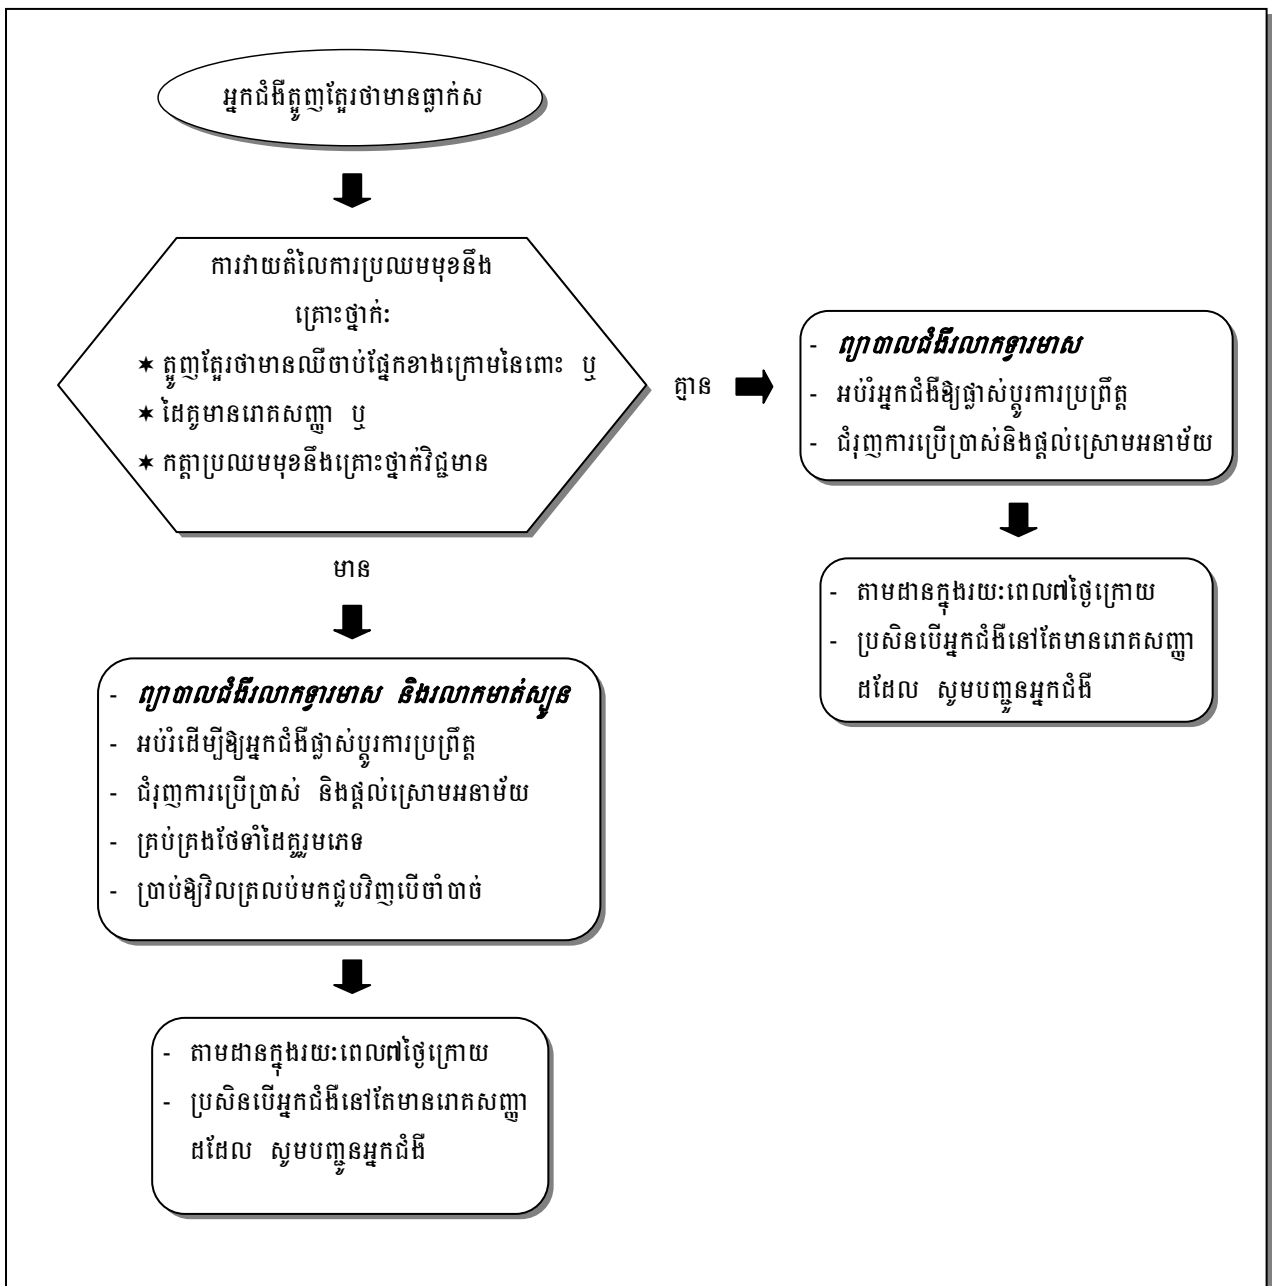 អ្នកជំងឺត្អូញត្អែរថាមានធ្លាក់ស
ការវាយតំលៃការប្រឈមមុខនឹង
គ្រោះថ្នាក់:
✶ ត្អូញត្អែរថាមានឈឺចាប់ផ្នែកខាងក្រោមនៃពោះ ឬ
✶ ដៃគូមានរោគសញ្ញា ឬ
✶ កត្តាប្រឈមមុខនឹងគ្រោះថ្នាក់វិជ្ជមាន
គ្មាន
- ព្យាបាលជំងឺរលាកទ្វារមាស
- អប់រំអ្នកជំងឺឱ្យផ្លាស់ប្តូរការប្រព្រឹត្ត
- ជំរុញការប្រើប្រាស់និងផ្តល់ស្រោមអនាម័យ
- តាមដានក្នុងរយ:ពេល៧ថ្ងៃក្រោយ
- ប្រសិនបើអ្នកជំងឺនៅតែមានរោគសញ្ញា
ដដែល សូមបញ្ជូនអ្នកជំងឺ
មាន
- ព្យាបាលជំងឺរលាកទ្វារមាស និងរលាកមាត់ស្បូន
- អប់រំដើម្បីឱ្យអ្នកជំងឺផ្លាស់ប្តូរការប្រព្រឹត្ត
- ជំរុញការប្រើប្រាស់ និងផ្តល់ស្រោមអនាម័យ
- គ្រប់គ្រងថែទាំដៃគូរួមភេទ
- ប្រាប់ឱ្យវិលត្រលប់មកជួបវិញបើចាំបាច់
- តាមដានក្នុងរយ:ពេល៧ថ្ងៃក្រោយ
- ប្រសិនបើអ្នកជំងឺនៅតែមានរោគសញ្ញា
ដដែល សូមបញ្ជូនអ្នកជំងឺ